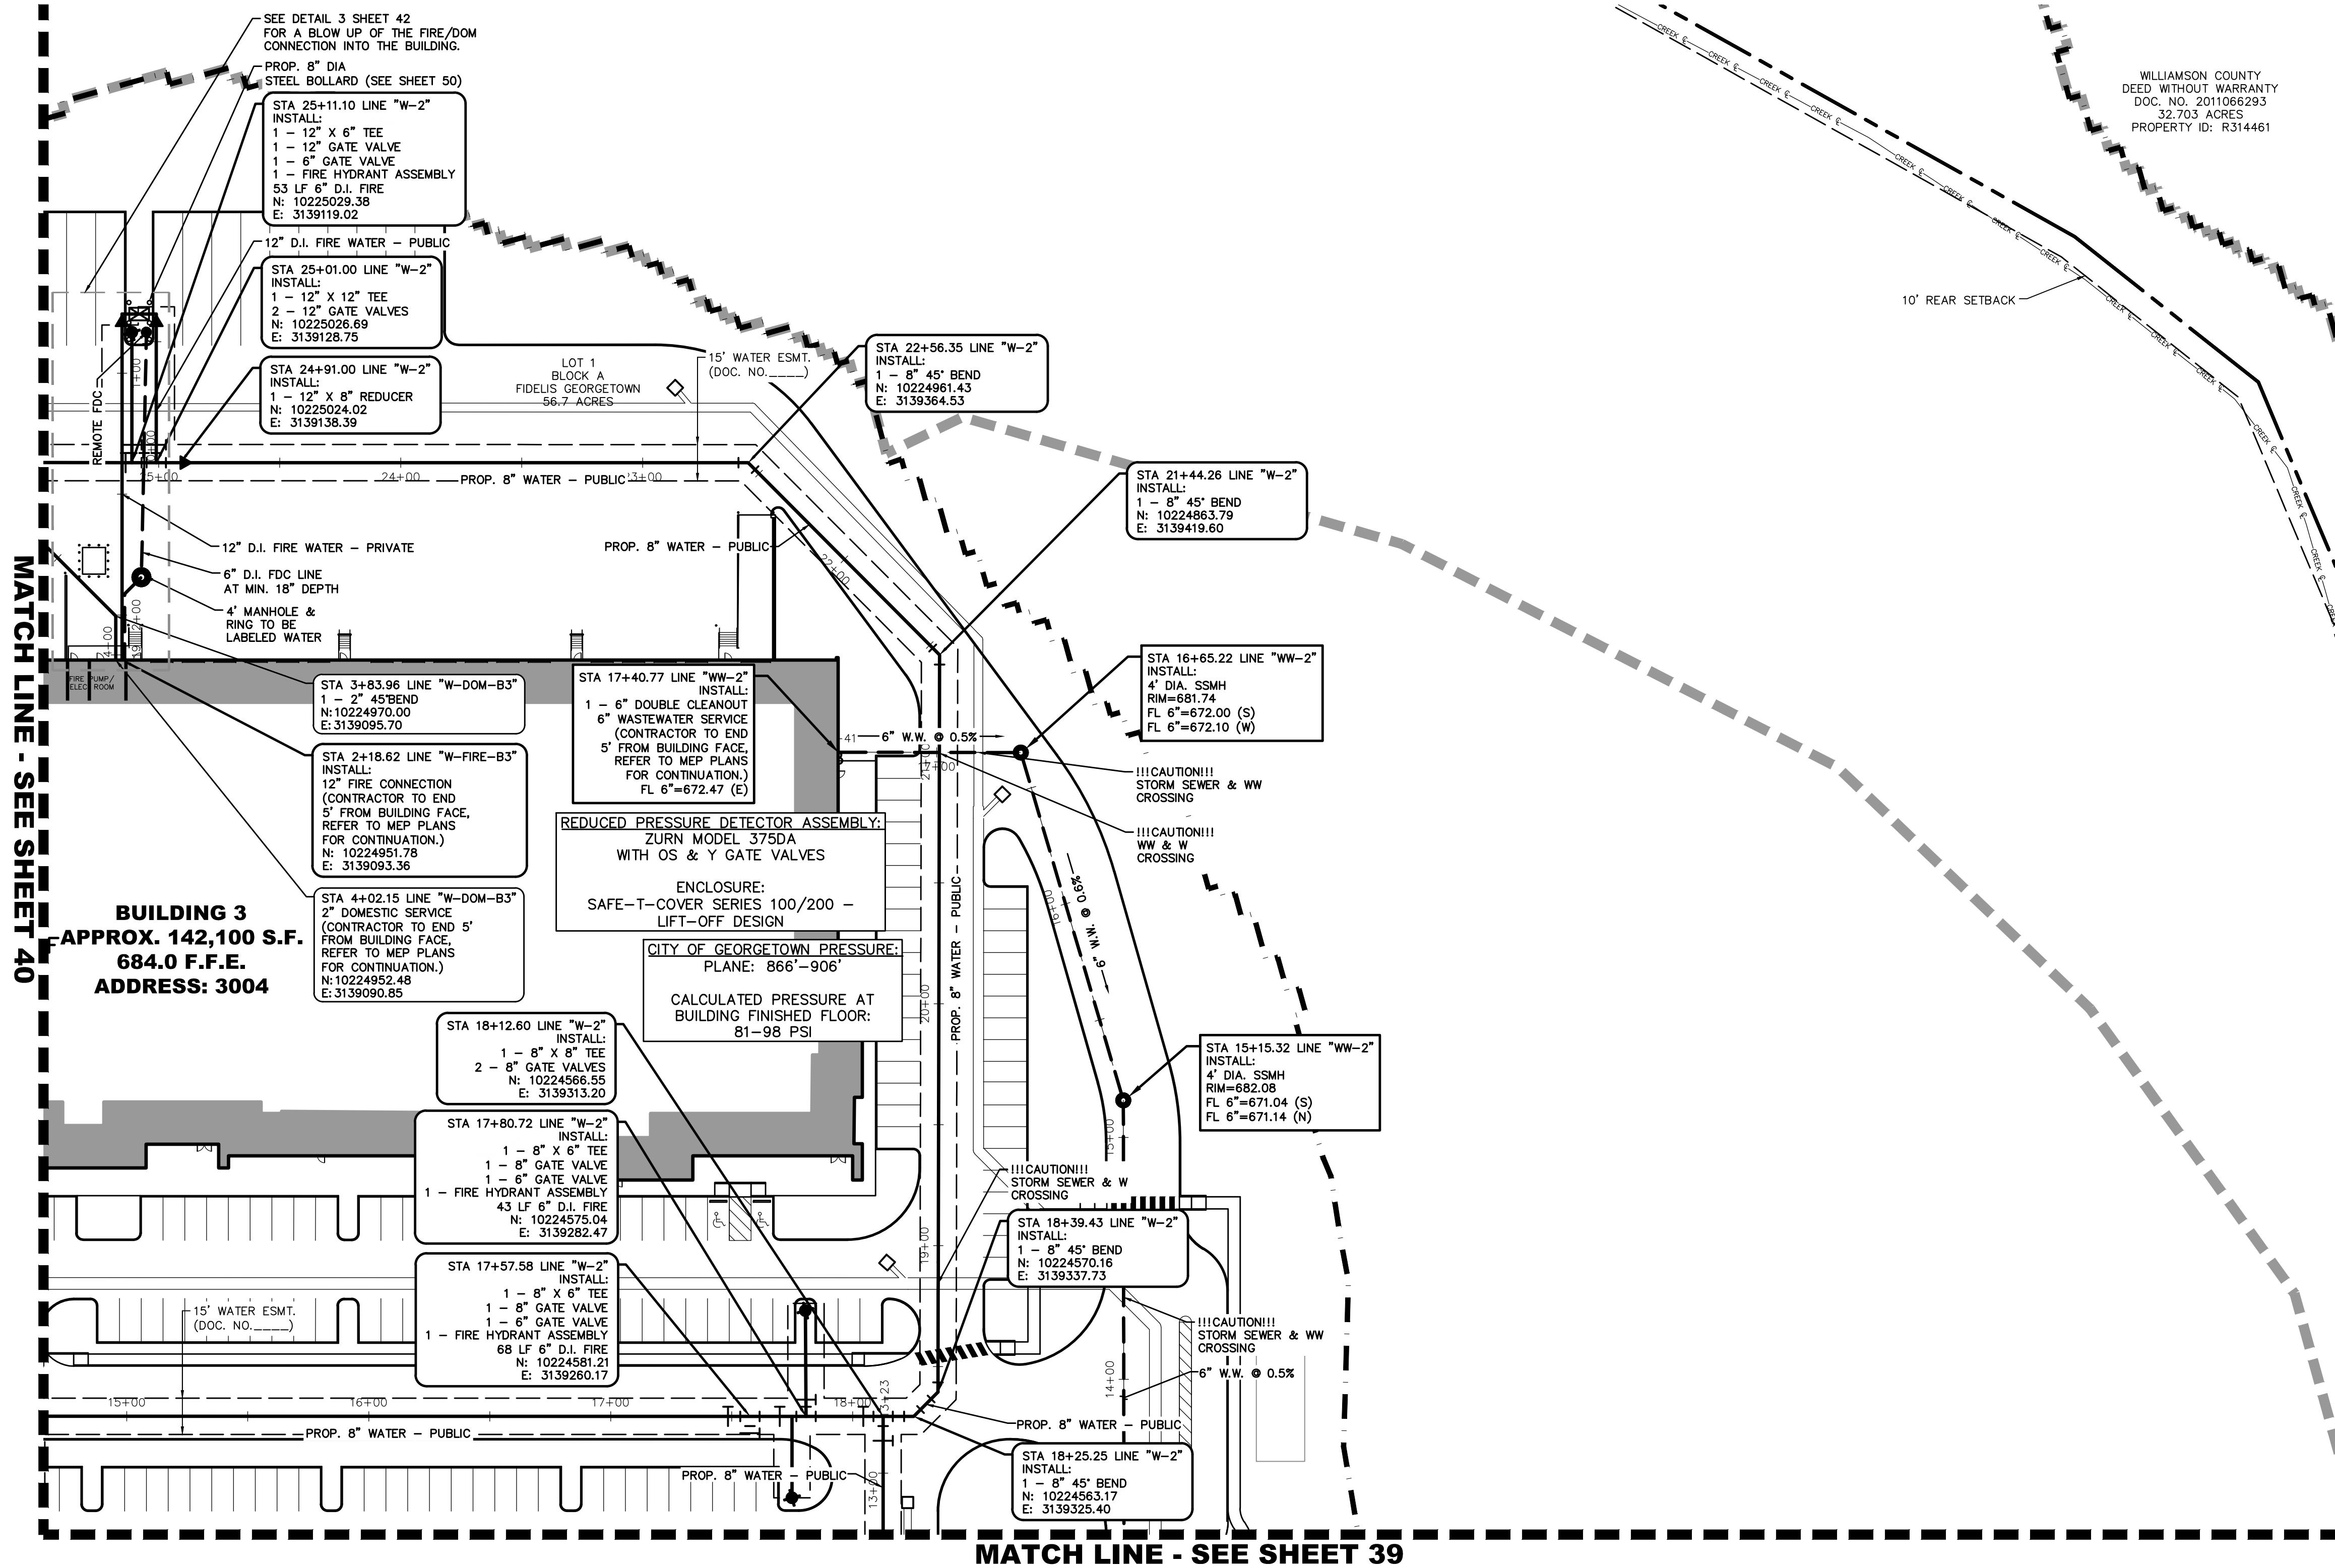 SEE DETAIL 3 SHEET 42
FOR A BLOW UP OF THE FIRE/DOM
CONNECTION INTO THE BUILDING.
PROP. 8" DIA
STEEL BOLLARD (SEE SHEET 50)
STA 25+11.10 LINE "W-2"
INSTALL:
1 – 12" X 6" TEE
1 – 12" GATE VALVE
1 – 6" GATE VALVE
1 – FIRE HYDRANT ASSEMBLY
53 LF 6" D.I. FIRE
N: 10225029.38
E: 3139119.02
12" D.I. FIRE WATER – PUBLIC
STA 25+01.00 LINE "W-2"
INSTALL:
1 – 12" X 12" TEE
2 – 12" GATE VALVES
N: 10225026.69
E: 3139128.75
STA 24+91.00 LINE "W-2"
INSTALL:
1 – 12" X 8" REDUCER
N: 10225024.02
E: 3139138.39
LOT 1
BLOCK A
FIDELIS GEORGETOWN
56.7 ACRES
15' WATER ESMT.
(DOC. NO.____)
STA 22+56.35 LINE "W-2"
INSTALL:
1 – 8" 45° BEND
N: 10224961.43
E: 3139364.53
WILLIAMSON COUNTY
DEED WITHOUT WARRANTY
DOC. NO. 2011066293
32.703 ACRES
PROPERTY ID: R314461
10' REAR SETBACK
CREEK ℄
CREEK ℄
CREEK ℄
CREEK ℄
CREEK ℄
CREEK ℄
CREEK ℄
CREEK ℄
CREEK ℄
CREEK ℄
CREEK ℄
CREEK ℄
REMOTE FDC
24+00
PROP. 8" WATER – PUBLIC
STA 21+44.26 LINE "W-2"
INSTALL:
1 – 8" 45° BEND
N: 10224863.79
E: 3139419.60
12" D.I. FIRE WATER – PRIVATE
6" D.I. FDC LINE
AT MIN. 18" DEPTH
4' MANHOLE &
RING TO BE
LABELED WATER
PROP. 8" WATER – PUBLIC
22+00
FIRE PUMP/
ELEC ROOM
STA 3+83.96 LINE "W-DOM-B3"
1 – 2" 45°BEND
N:10224970.00
E:3139095.70
STA 2+18.62 LINE "W-FIRE-B3"
INSTALL:
12" FIRE CONNECTION
(CONTRACTOR TO END
5' FROM BUILDING FACE,
REFER TO MEP PLANS
FOR CONTINUATION.)
N: 10224951.78
E: 3139093.36
STA 4+02.15 LINE "W-DOM-B3"
2" DOMESTIC SERVICE
(CONTRACTOR TO END 5'
FROM BUILDING FACE,
REFER TO MEP PLANS
FOR CONTINUATION.)
N:10224952.48
E:3139090.85
STA 17+40.77 LINE "WW-2"
INSTALL:
1 – 6" DOUBLE CLEANOUT
6" WASTEWATER SERVICE
(CONTRACTOR TO END
5' FROM BUILDING FACE,
REFER TO MEP PLANS
FOR CONTINUATION.)
FL 6"=672.47 (E)
6" W.W. @ 0.5%
17+00
STA 16+65.22 LINE "WW-2"
INSTALL:
4' DIA. SSMH
RIM=681.74
FL 6"=672.00 (S)
FL 6"=672.10 (W)
!!!CAUTION!!!
STORM SEWER & WW
CROSSING
!!!CAUTION!!!
WW & W
CROSSING
REDUCED PRESSURE DETECTOR ASSEMBLY:
ZURN MODEL 375DA
WITH OS & Y GATE VALVES
ENCLOSURE:
SAFE-T-COVER SERIES 100/200 –
LIFT-OFF DESIGN
CITY OF GEORGETOWN PRESSURE:
PLANE: 866'-906'
CALCULATED PRESSURE AT
BUILDING FINISHED FLOOR:
81-98 PSI
BUILDING 3
APPROX. 142,100 S.F.
684.0 F.F.E.
ADDRESS: 3004
MATCH LINE - SEE SHEET 40
PROP. 8" WATER – PUBLIC
20+00
16+00
6" W.W. @ 0.6%
STA 15+15.32 LINE "WW-2"
INSTALL:
4' DIA. SSMH
RIM=682.08
FL 6"=671.04 (S)
FL 6"=671.14 (N)
15+00
STA 18+12.60 LINE "W-2"
INSTALL:
1 – 8" X 8" TEE
2 – 8" GATE VALVES
N: 10224566.55
E: 3139313.20
STA 17+80.72 LINE "W-2"
INSTALL:
1 – 8" X 6" TEE
1 – 8" GATE VALVE
1 – 6" GATE VALVE
1 – FIRE HYDRANT ASSEMBLY
43 LF 6" D.I. FIRE
N: 10224575.04
E: 3139282.47
STA 17+57.58 LINE "W-2"
INSTALL:
1 – 8" X 6" TEE
1 – 8" GATE VALVE
1 – 6" GATE VALVE
1 – FIRE HYDRANT ASSEMBLY
68 LF 6" D.I. FIRE
N: 10224581.21
E: 3139260.17
!!!CAUTION!!!
STORM SEWER & W
CROSSING
19+00
STA 18+39.43 LINE "W-2"
INSTALL:
1 – 8" 45° BEND
N: 10224570.16
E: 3139337.73
!!!CAUTION!!!
STORM SEWER & WW
CROSSING
6" W.W. @ 0.5%
14+00
15' WATER ESMT.
(DOC. NO.____)
15+00
16+00
17+00
18+00
13+23
PROP. 8" WATER – PUBLIC
PROP. 8" WATER – PUBLIC
PROP. 8" WATER – PUBLIC
13+00
STA 18+25.25 LINE "W-2"
INSTALL:
1 – 8" 45° BEND
N: 10224563.17
E: 3139325.40
MATCH LINE - SEE SHEET 39